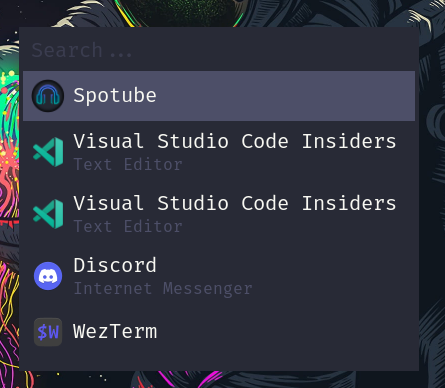 Search...
Spotube
Visual Studio Code Insiders
Text Editor
Visual Studio Code Insiders
Text Editor
Discord
Internet Messenger
$W
WezTerm